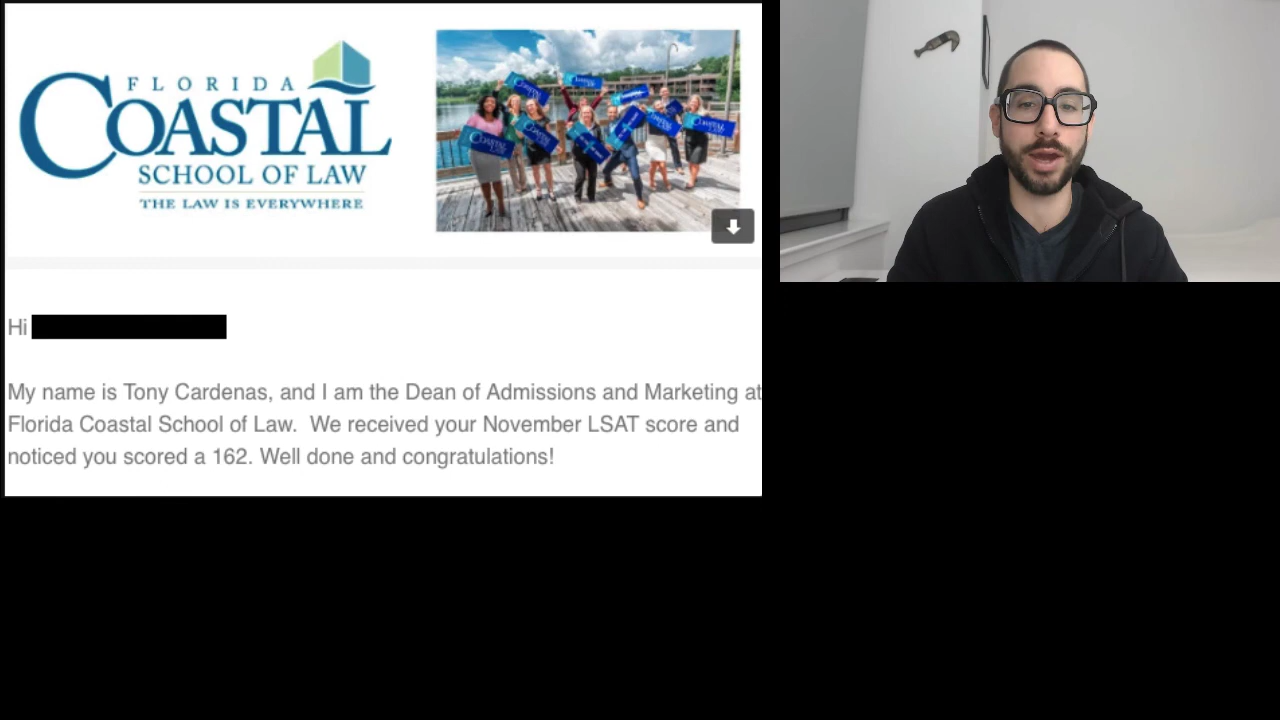 FLORIDA
COASTAL
SCHOOL OF LAW
THE LAW IS EVERYWHERE
COASTAL
Hi
My name is Tony Cardenas, and I am the Dean of Admissions and Marketing at
Florida Coastal School of Law.  We received your November LSAT score and
noticed you scored a 162. Well done and congratulations!